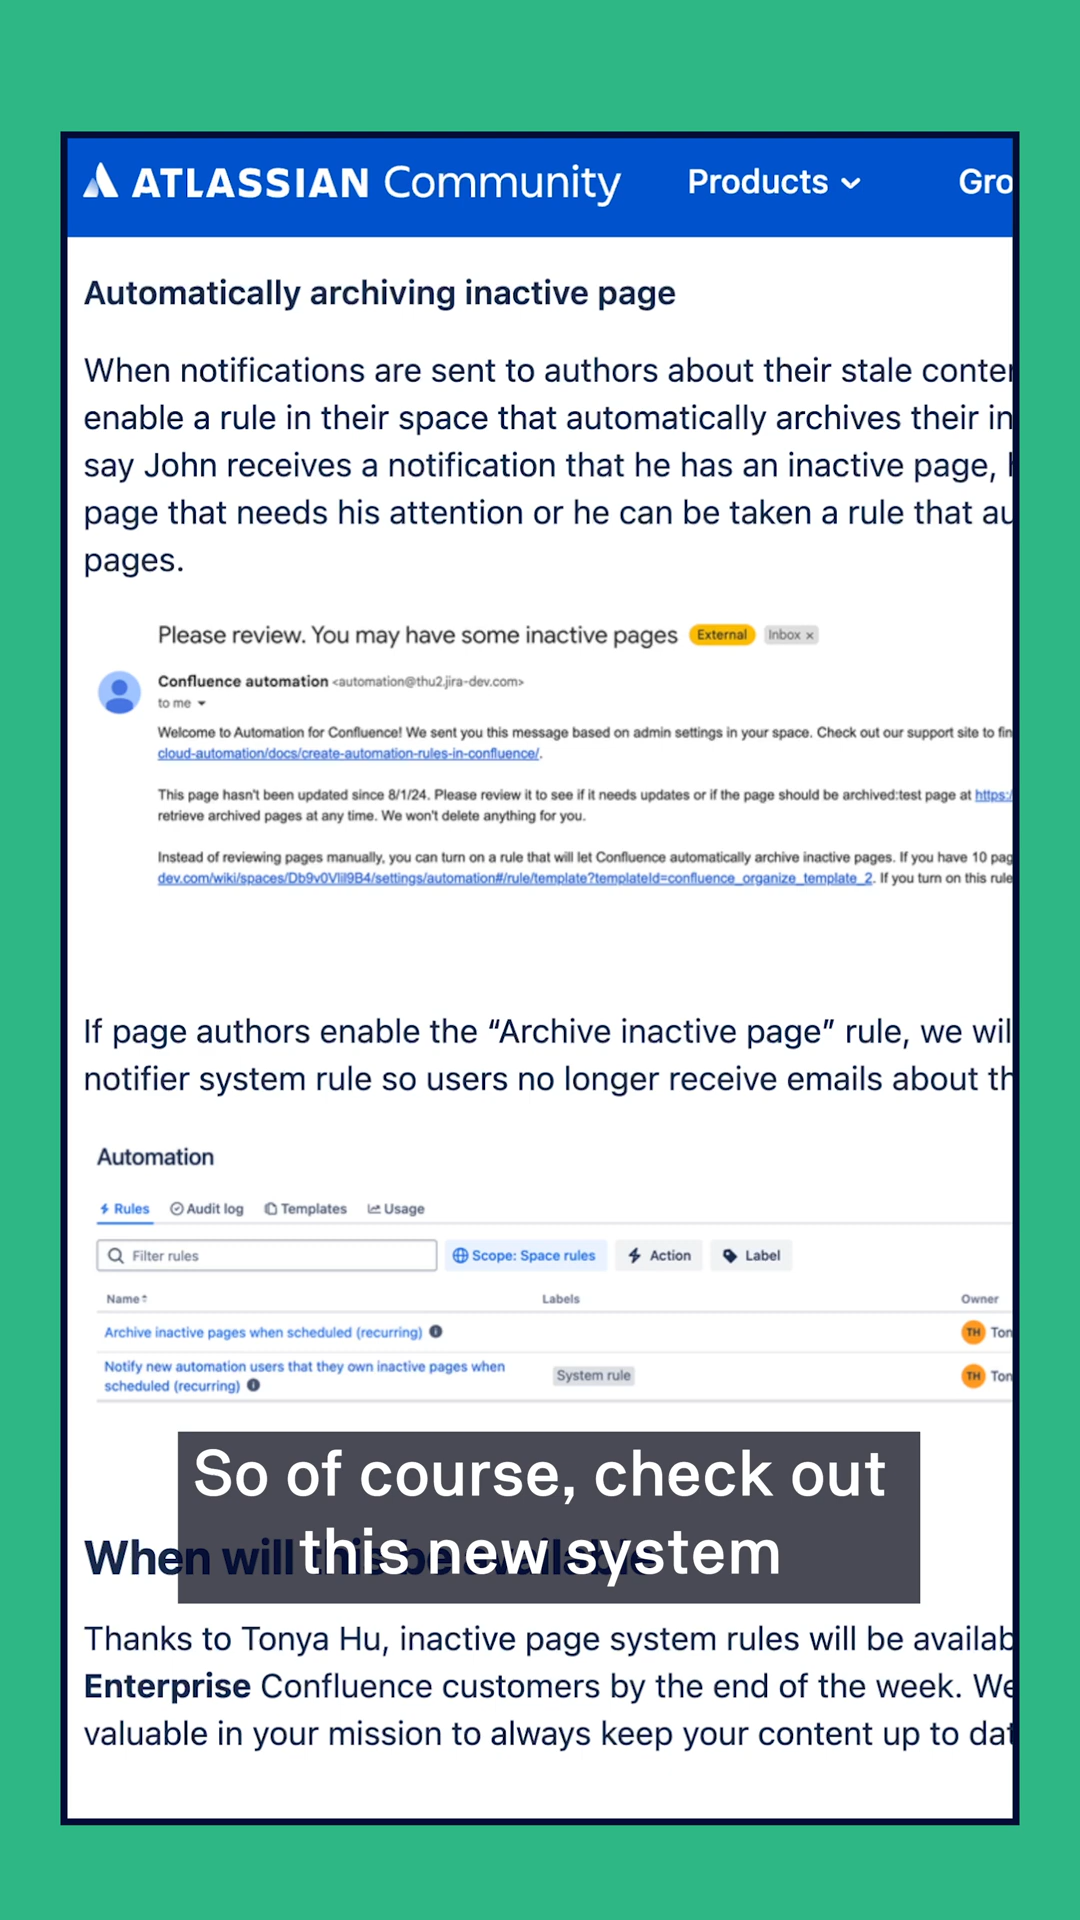 ATLASSIAN Community Products Gro
Automatically archiving inactive page
When notifications are sent to authors about their stale conten
enable a rule in their space that automatically archives their in
say John receives a notification that he has an inactive page, h
page that needs his attention or he can be taken a rule that au
pages.
Please review. You may have some inactive pages External Inbox ×
Confluence automation <automation@thu2.jira-dev.com>
to me
Welcome to Automation for Confluence! We sent you this message based on admin settings in your space. Check out our support site to fin
cloud-automation/docs/create-automation-rules-in-confluence/.
This page hasn't been updated since 8/1/24. Please review it to see if it needs updates or if the page should be archived:test page at https:/
retrieve archived pages at any time. We won't delete anything for you.
Instead of reviewing pages manually, you can turn on a rule that will let Confluence automatically archive inactive pages. If you have 10 pag
dev.com/wiki/spaces/Db9v0VIil9B4/settings/automation#/rule/template?templateId=confluence_organize_template_2. If you turn on this rule
If page authors enable the “Archive inactive page” rule, we wil
notifier system rule so users no longer receive emails about th
Automation
Rules Audit log Templates Usage
Filter rules Scope: Space rules Action Label
Name Labels Owner
Archive inactive pages when scheduled (recurring) TH Ton
Notify new automation users that they own inactive pages when
scheduled (recurring) System rule TH Ton
So of course, check out
this new system
When will this be available
Thanks to Tonya Hu, inactive page system rules will be availab
Enterprise Confluence customers by the end of the week. We
valuable in your mission to always keep your content up to dat